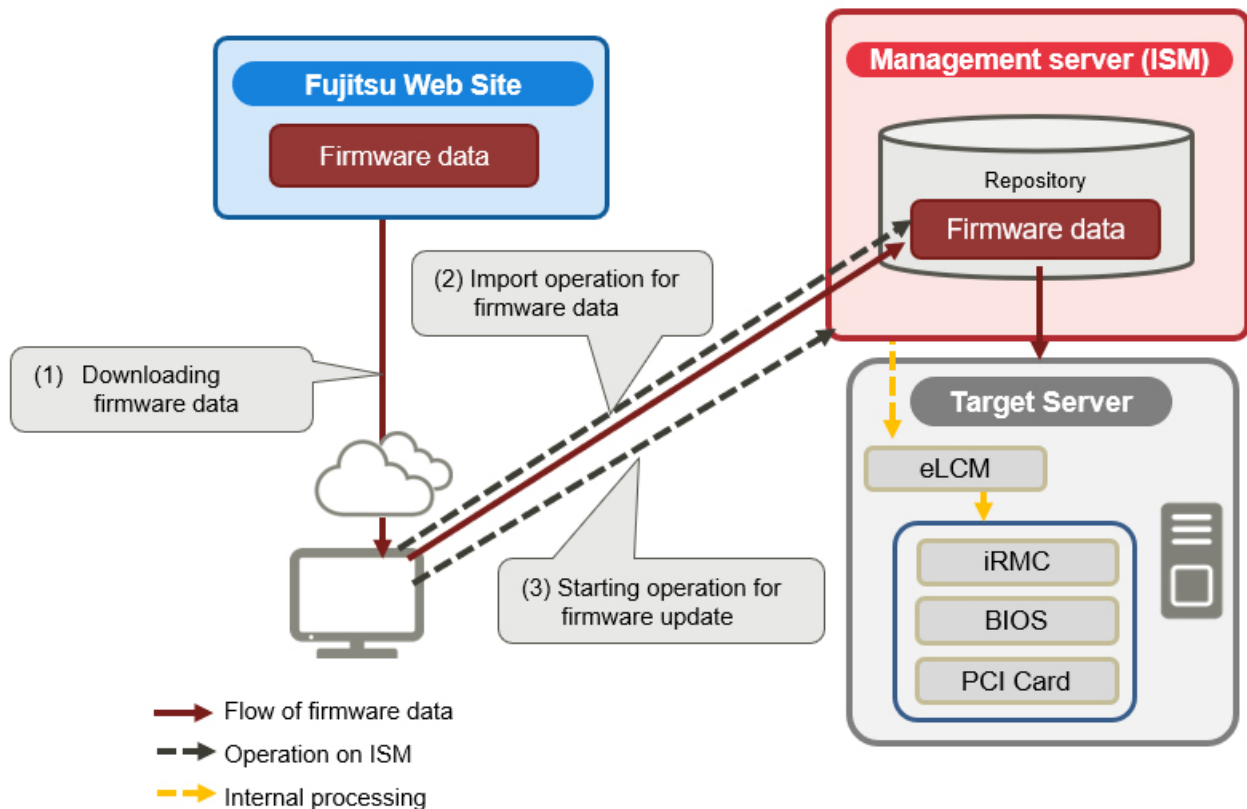 Fujitsu Web Site
Firmware data
Management server (ISM)
Repository
Firmware data
(1) Downloading
firmware data
(2) Import operation for
firmware data
(3) Starting operation for
firmware update
Target Server
eLCM
iRMC
BIOS
PCI Card
Flow of firmware data
Operation on ISM
Internal processing